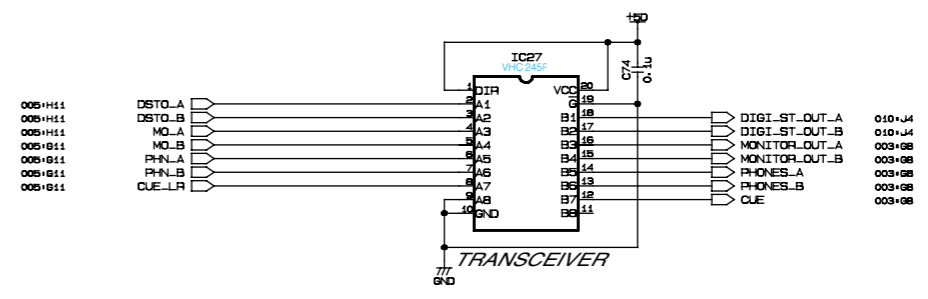 +5D
IC27
VHC245F
C74
0.1u
1 DIR VCC 20
005:H11 DSTO_A 2 A1 G 19
005:H11 DSTO_B 3 A2 B1 18 DIGI_ST_OUT_A 010:J4
005:H11 MO_A 4 A3 B2 17 DIGI_ST_OUT_B 010:J4
005:G11 MO_B 5 A4 B3 16 MONITOR_OUT_A 003:G8
005:G11 PHN_A 6 A5 B4 15 MONITOR_OUT_B 003:G8
005:G11 PHN_B 7 A6 B5 14 PHONES_A 003:G8
005:G11 CUE_LR 8 A7 B6 13 PHONES_B 003:G8
9 A8 B7 12 CUE 003:G8
10 GND B8 11
TRANSCEIVER
GND